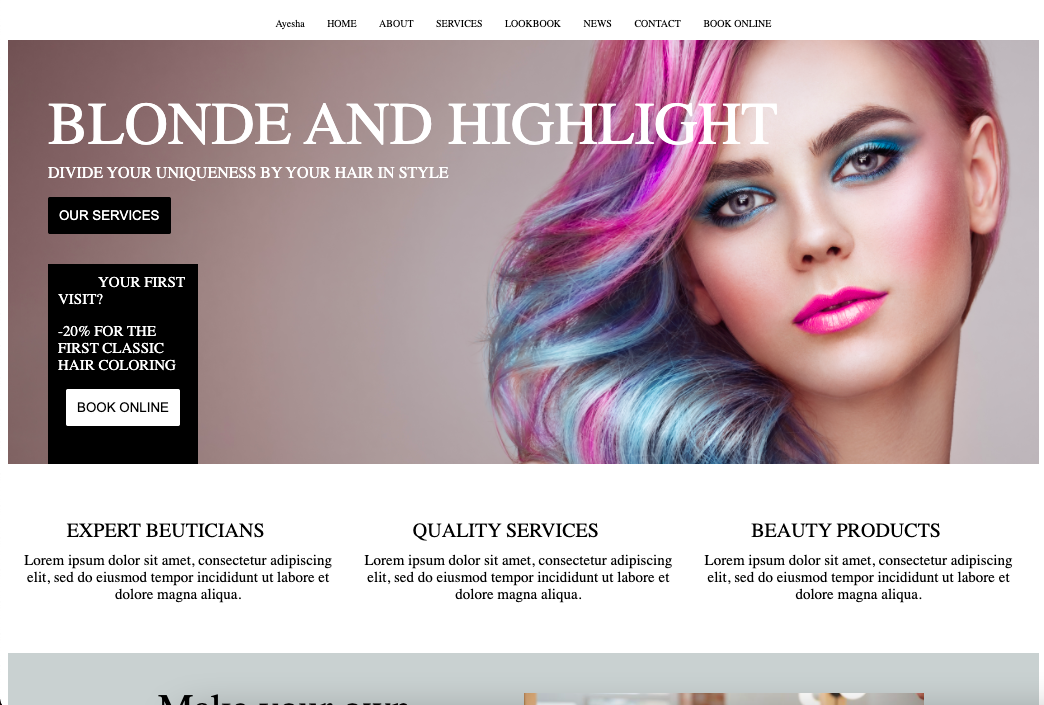 Ayesha HOME ABOUT SERVICES LOOKBOOK NEWS CONTACT BOOK ONLINE
BLONDE AND HIGHLIGHT
DIVIDE YOUR UNIQUENESS BY YOUR HAIR IN STYLE
OUR SERVICES
YOUR FIRST
VISIT?
-20% FOR THE
FIRST CLASSIC
HAIR COLORING
BOOK ONLINE
EXPERT BEUTICIANS
Lorem ipsum dolor sit amet, consectetur adipiscing
elit, sed do eiusmod tempor incididunt ut labore et
dolore magna aliqua.
QUALITY SERVICES
Lorem ipsum dolor sit amet, consectetur adipiscing
elit, sed do eiusmod tempor incididunt ut labore et
dolore magna aliqua.
BEAUTY PRODUCTS
Lorem ipsum dolor sit amet, consectetur adipiscing
elit, sed do eiusmod tempor incididunt ut labore et
dolore magna aliqua.
Make your own